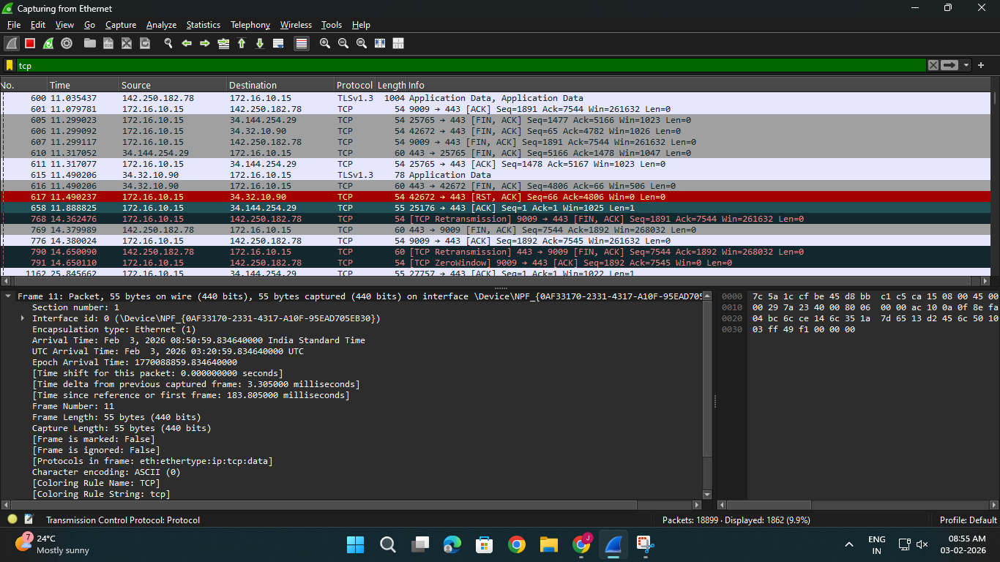 Capturing from Ethernet
File Edit View Go Capture Analyze Statistics Telephony Wireless Tools Help
tcp
No. Time Source Destination Protocol Length Info
600 11.035437 142.250.182.78 172.16.10.15 TLSv1.3 1004 Application Data, Application Data
601 11.079781 172.16.10.15 142.250.182.78 TCP 54 9009 → 443 [ACK] Seq=1891 Ack=7544 Win=261632 Len=0
605 11.299023 172.16.10.15 34.144.254.29 TCP 54 25765 → 443 [FIN, ACK] Seq=1477 Ack=5166 Win=1023 Len=0
606 11.299092 172.16.10.15 34.32.10.90 TCP 54 42672 → 443 [FIN, ACK] Seq=65 Ack=4782 Win=1026 Len=0
607 11.299117 172.16.10.15 142.250.182.78 TCP 54 9009 → 443 [FIN, ACK] Seq=1891 Ack=7544 Win=261632 Len=0
610 11.317052 34.144.254.29 172.16.10.15 TCP 60 443 → 25765 [FIN, ACK] Seq=5166 Ack=1478 Win=1047 Len=0
611 11.317077 172.16.10.15 34.144.254.29 TCP 54 25765 → 443 [ACK] Seq=1478 Ack=5167 Win=1023 Len=0
615 11.490206 34.32.10.90 172.16.10.15 TLSv1.3 78 Application Data
616 11.490206 34.32.10.90 172.16.10.15 TCP 60 443 → 42672 [FIN, ACK] Seq=4806 Ack=66 Win=506 Len=0
617 11.490237 172.16.10.15 34.32.10.90 TCP 54 42672 → 443 [RST, ACK] Seq=66 Ack=4806 Win=0 Len=0
658 11.888825 172.16.10.15 34.144.254.29 TCP 55 25176 → 443 [ACK] Seq=1 Ack=1 Win=1025 Len=1
768 14.362476 172.16.10.15 142.250.182.78 TCP 54 [TCP Retransmission] 9009 → 443 [FIN, ACK] Seq=1891 Ack=7544 Win=261632 Len=0
769 14.379989 142.250.182.78 172.16.10.15 TCP 60 443 → 9009 [FIN, ACK] Seq=7544 Ack=1892 Win=268032 Len=0
776 14.380024 172.16.10.15 142.250.182.78 TCP 54 9009 → 443 [ACK] Seq=1892 Ack=7545 Win=261632 Len=0
790 14.650090 142.250.182.78 172.16.10.15 TCP 60 [TCP Retransmission] 443 → 9009 [FIN, ACK] Seq=7544 Ack=1892 Win=268032 Len=0
791 14.650110 172.16.10.15 142.250.182.78 TCP 54 [TCP ZeroWindow] 9009 → 443 [ACK] Seq=1892 Ack=7545 Win=0 Len=0
1162 25.845662 172.16.10.15 34.144.254.29 TCP 55 27757 → 443 [ACK] Seq=1 Ack=1 Win=1022 Len=1
Frame 11: Packet, 55 bytes on wire (440 bits), 55 bytes captured (440 bits) on interface \Device\NPF_{0AF33170-2331-4317-A10F-95EAD705
Section number: 1
Interface id: 0 (\Device\NPF_{0AF33170-2331-4317-A10F-95EAD705EB30})
Encapsulation type: Ethernet (1)
Arrival Time: Feb  3, 2026 08:50:59.834640000 India Standard Time
UTC Arrival Time: Feb  3, 2026 03:20:59.834640000 UTC
Epoch Arrival Time: 1770088859.834640000
[Time shift for this packet: 0.000000000 seconds]
[Time delta from previous captured frame: 3.305000 milliseconds]
[Time since reference or first frame: 183.805000 milliseconds]
Frame Number: 11
Frame Length: 55 bytes (440 bits)
Capture Length: 55 bytes (440 bits)
[Frame is marked: False]
[Frame is ignored: False]
[Protocols in frame: eth:ethertype:ip:tcp:data]
Character encoding: ASCII (0)
[Coloring Rule Name: TCP]
[Coloring Rule String: tcp]
0000 7c 5a 1c cf be 45 d8 bb c1 c5 ca 15 08 00 45 00
0010 00 29 7a 23 40 00 80 06 00 00 ac 10 0a 0f 8e fa
0020 04 bc 6c ce 14 6c 35 1a 7d 65 13 d2 45 6c 50 10
0030 03 ff 49 f1 00 00 00
Transmission Control Protocol: Protocol
Packets: 18899 · Displayed: 1862 (9.9%)
Profile: Default
7
24°C
Mostly sunny
J
ENG
IN
08:55 AM
03-02-2026